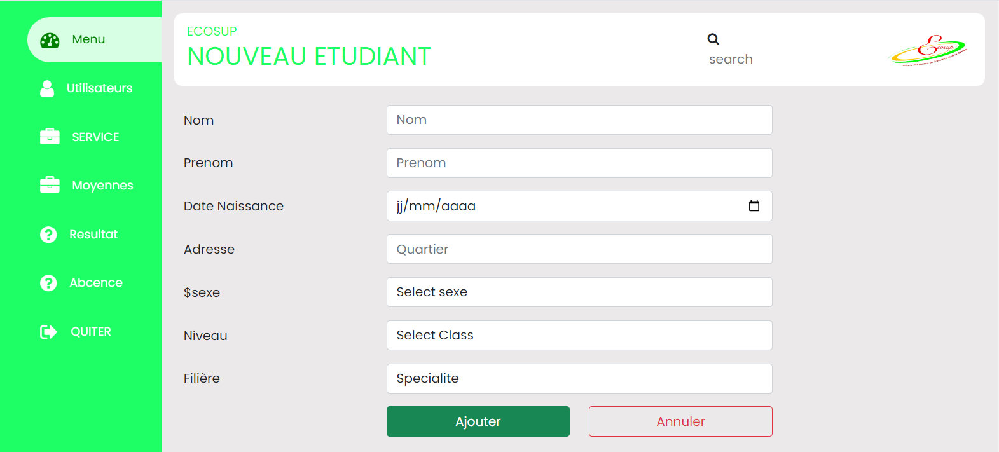 Menu
Utilisateurs
SERVICE
Moyennes
Resultat
Abcence
QUITER
ECOSUP
NOUVEAU ETUDIANT
search
Ecosup
Nom
Nom
Prenom
Prenom
Date Naissance
jj/mm/aaaa
Adresse
Quartier
$sexe
Select sexe
Niveau
Select Class
Filière
Specialite
Ajouter
Annuler